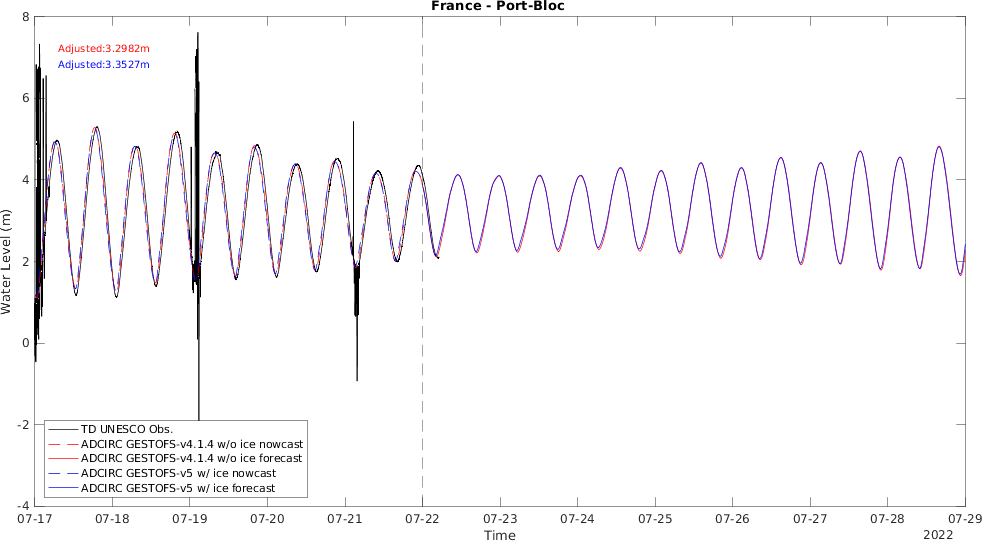 France - Port-Bloc
Adjusted:3.2982m
Adjusted:3.3527m
Water Level (m)
8
6
4
2
0
-2
-4
TD UNESCO Obs.
ADCIRC GESTOFS-v4.1.4 w/o ice nowcast
ADCIRC GESTOFS-v4.1.4 w/o ice forecast
ADCIRC GESTOFS-v5 w/ ice nowcast
ADCIRC GESTOFS-v5 w/ ice forecast
07-17 07-18 07-19 07-20 07-21 07-22 07-23 07-24 07-25 07-26 07-27 07-28 07-29
Time
2022